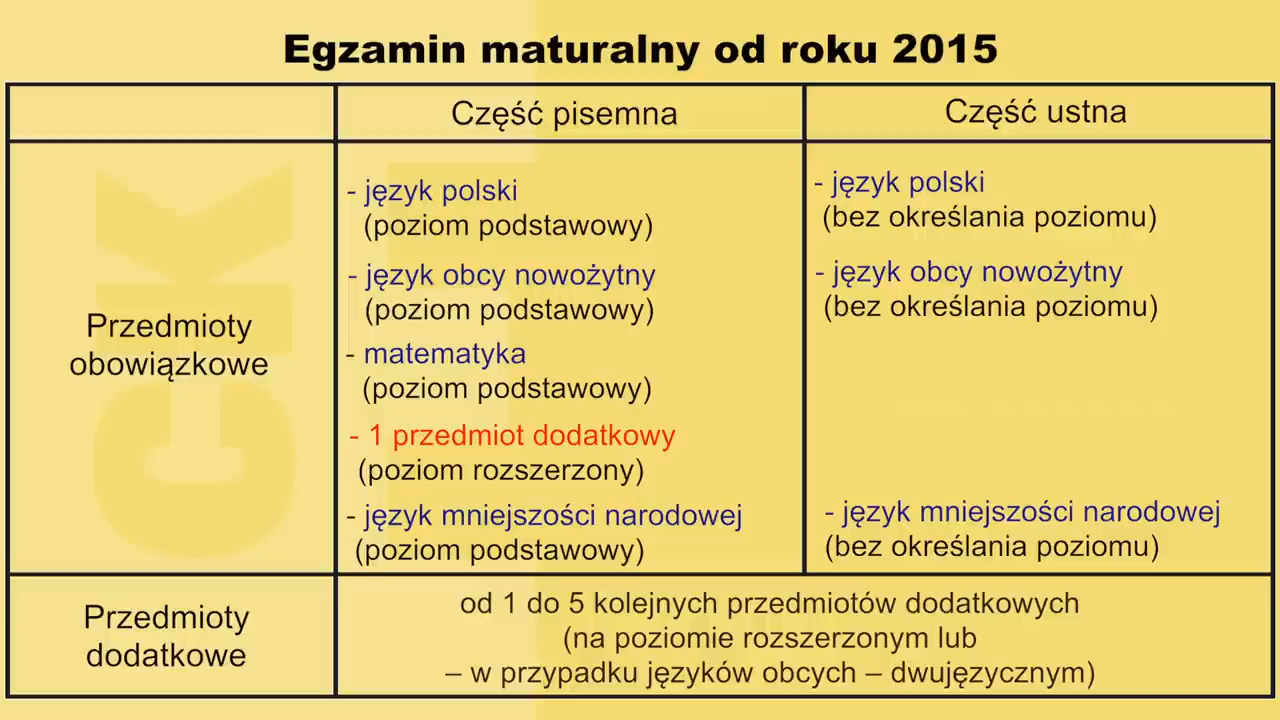 Egzamin maturalny od roku 2015
Część pisemna
Część ustna
Przedmioty
obowiązkowe
- język polski
(poziom podstawowy)
- język obcy nowożytny
(poziom podstawowy)
- matematyka
(poziom podstawowy)
- 1 przedmiot dodatkowy
(poziom rozszerzony)
- język mniejszości narodowej
(poziom podstawowy)
- język polski
(bez określania poziomu)
- język obcy nowożytny
(bez określania poziomu)
- język mniejszości narodowej
(bez określania poziomu)
Przedmioty
dodatkowe
od 1 do 5 kolejnych przedmiotów dodatkowych
(na poziomie rozszerzonym lub
– w przypadku języków obcych – dwujęzycznym)